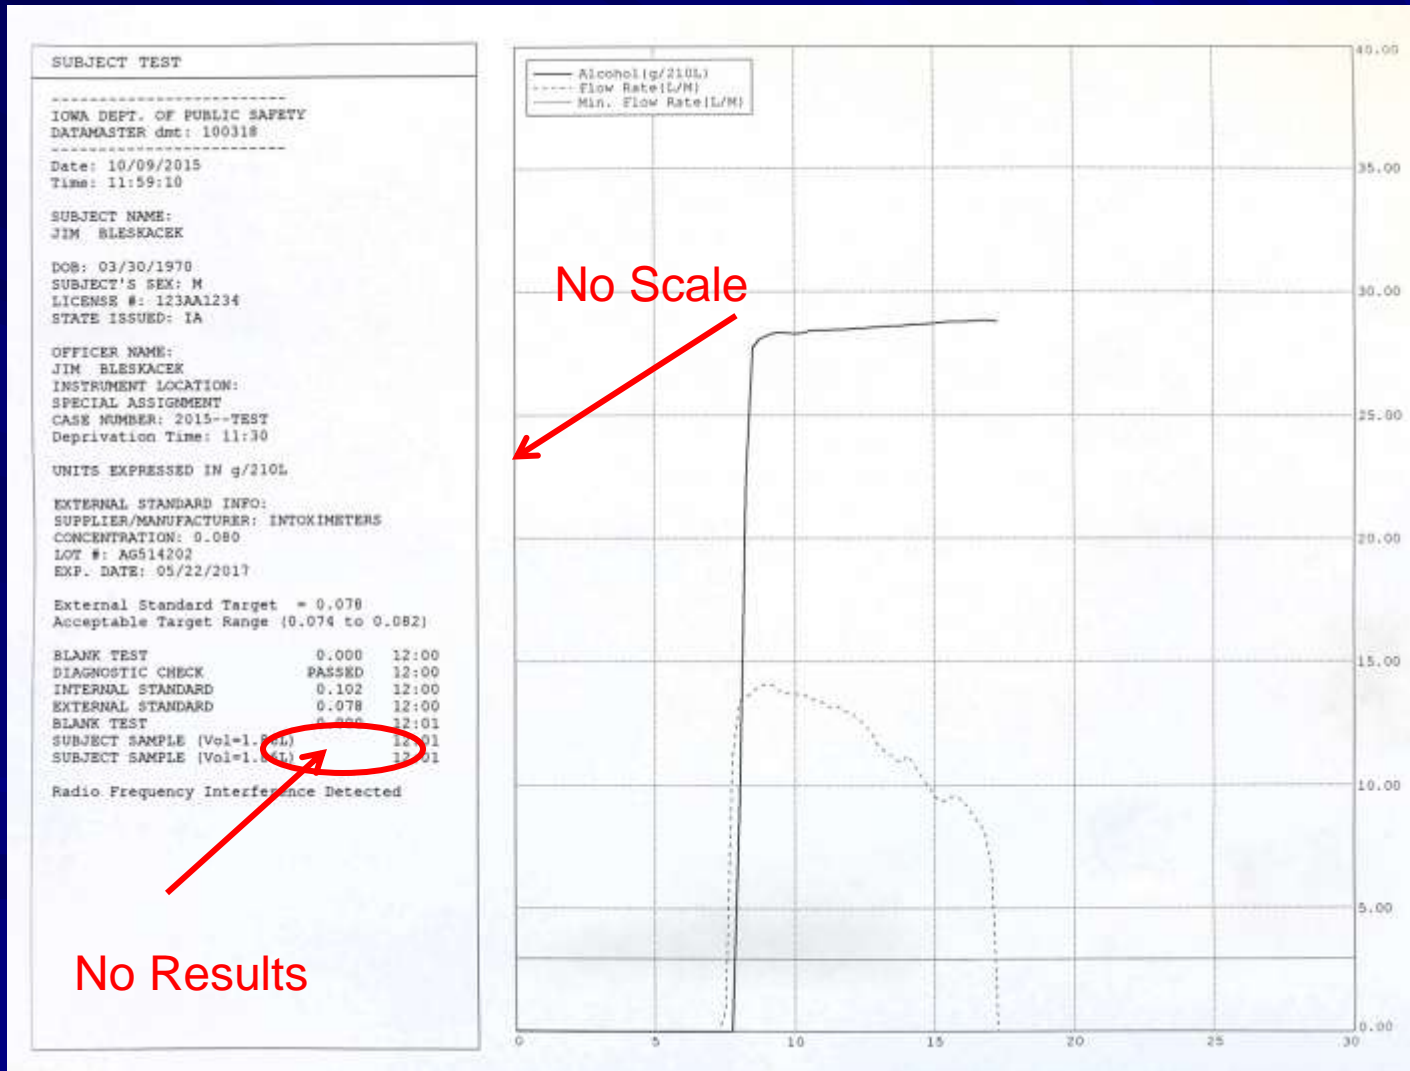 SUBJECT TEST
--------------------------
IOWA DEPT. OF PUBLIC SAFETY
DATAMASTER dmt: 100318
--------------------------
Date: 10/09/2015
Time: 11:59:10
SUBJECT NAME:
JIM BLESKACEK
DOB: 03/30/1970
SUBJECT'S SEX: M
LICENSE #: 123AA1234
STATE ISSUED: IA
OFFICER NAME:
JIM BLESKACEK
INSTRUMENT LOCATION:
SPECIAL ASSIGNMENT
CASE NUMBER: 2015--TEST
Deprivation Time: 11:30
UNITS EXPRESSED IN g/210L
EXTERNAL STANDARD INFO:
SUPPLIER/MANUFACTURER: INTOXIMETERS
CONCENTRATION: 0.080
LOT #: AG514202
EXP. DATE: 05/22/2017
External Standard Target = 0.078
Acceptable Target Range (0.074 to 0.082)
BLANK TEST 0.000 12:00
DIAGNOSTIC CHECK PASSED 12:00
INTERNAL STANDARD 0.102 12:00
EXTERNAL STANDARD 0.078 12:00
BLANK TEST 0.000 12:01
SUBJECT SAMPLE (Vol=1.86L) 12:01
SUBJECT SAMPLE (Vol=1.86L) 12:01
Radio Frequency Interference Detected
No Results
No Scale
Alcohol(g/210L)
Flow Rate(L/M)
Min. Flow Rate(L/M)
40.00
35.00
30.00
25.00
20.00
15.00
10.00
5.00
0.00
0 5 10 15 20 25 30